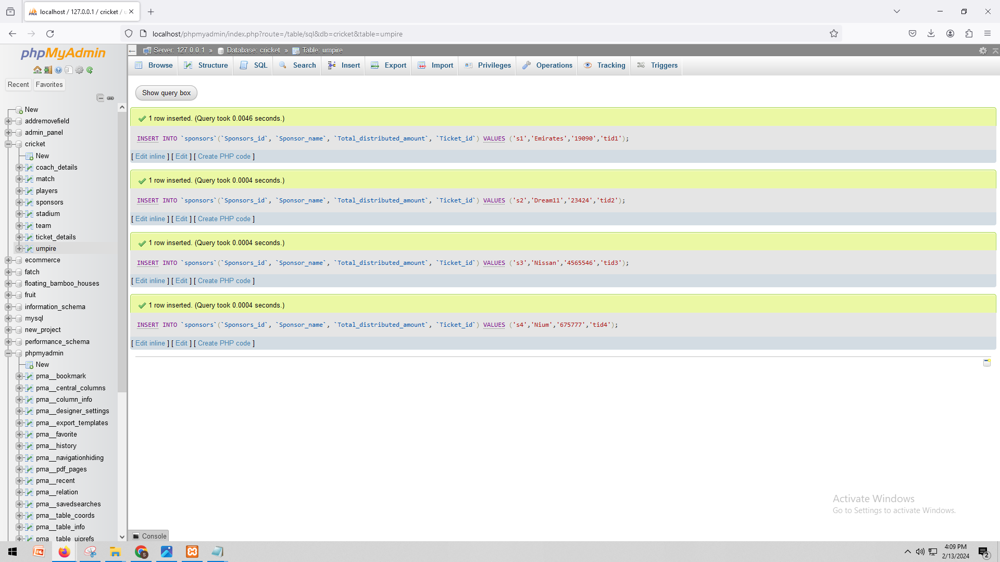 localhost / 127.0.0.1 / cricket /
localhost/phpmyadmin/index.php?route=/table/sql&db=cricket&table=umpire
phpMyAdmin
Recent Favorites
New
addremovefield
admin_panel
cricket
New
coach_details
match
players
sponsors
stadium
team
ticket_details
umpire
ecommerce
fatch
floating_bamboo_houses
fruit
information_schema
mysql
new_project
performance_schema
phpmyadmin
New
pma__bookmark
pma__central_columns
pma__column_info
pma__designer_settings
pma__export_templates
pma__favorite
pma__history
pma__navigationhiding
pma__pdf_pages
pma__recent
pma__relation
pma__savedsearches
pma__table_coords
pma__table_info
pma__table_uiprefs
Server: 127.0.0.1 » Database: cricket » Table: umpire
Browse Structure SQL Search Insert Export Import Privileges Operations Tracking Triggers
Show query box
1 row inserted. (Query took 0.0046 seconds.)
INSERT INTO `sponsors`(`Sponsors_id`, `Sponsor_name`, `Total_distributed_amount`, `Ticket_id`) VALUES ('s1','Emirates','19090','tid1');
[ Edit inline ] [ Edit ] [ Create PHP code ]
1 row inserted. (Query took 0.0004 seconds.)
INSERT INTO `sponsors`(`Sponsors_id`, `Sponsor_name`, `Total_distributed_amount`, `Ticket_id`) VALUES ('s2','Dream11','23424','tid2');
[ Edit inline ] [ Edit ] [ Create PHP code ]
1 row inserted. (Query took 0.0004 seconds.)
INSERT INTO `sponsors`(`Sponsors_id`, `Sponsor_name`, `Total_distributed_amount`, `Ticket_id`) VALUES ('s3','Nissan','4565546','tid3');
[ Edit inline ] [ Edit ] [ Create PHP code ]
1 row inserted. (Query took 0.0004 seconds.)
INSERT INTO `sponsors`(`Sponsors_id`, `Sponsor_name`, `Total_distributed_amount`, `Ticket_id`) VALUES ('s4','Nium','675777','tid4');
[ Edit inline ] [ Edit ] [ Create PHP code ]
Activate Windows
Go to Settings to activate Windows.
Console
4:09 PM
2/13/2024
2